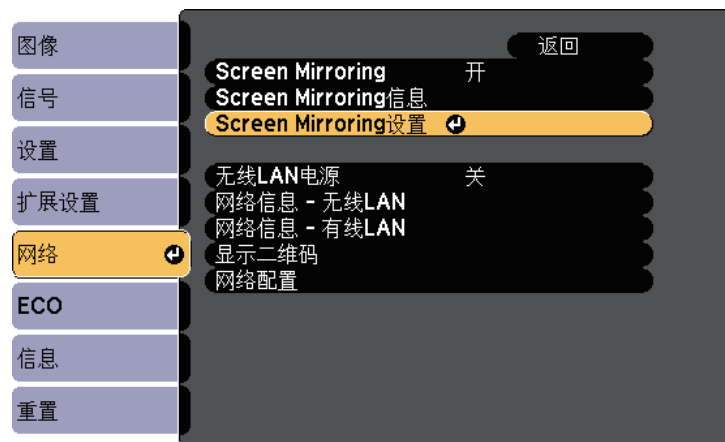 图像
信号
设置
扩展设置
网络
ECO
信息
重置
返回
Screen Mirroring 开
Screen Mirroring信息
Screen Mirroring设置
无线LAN电源 关
网络信息 - 无线LAN
网络信息 - 有线LAN
显示二维码
网络配置